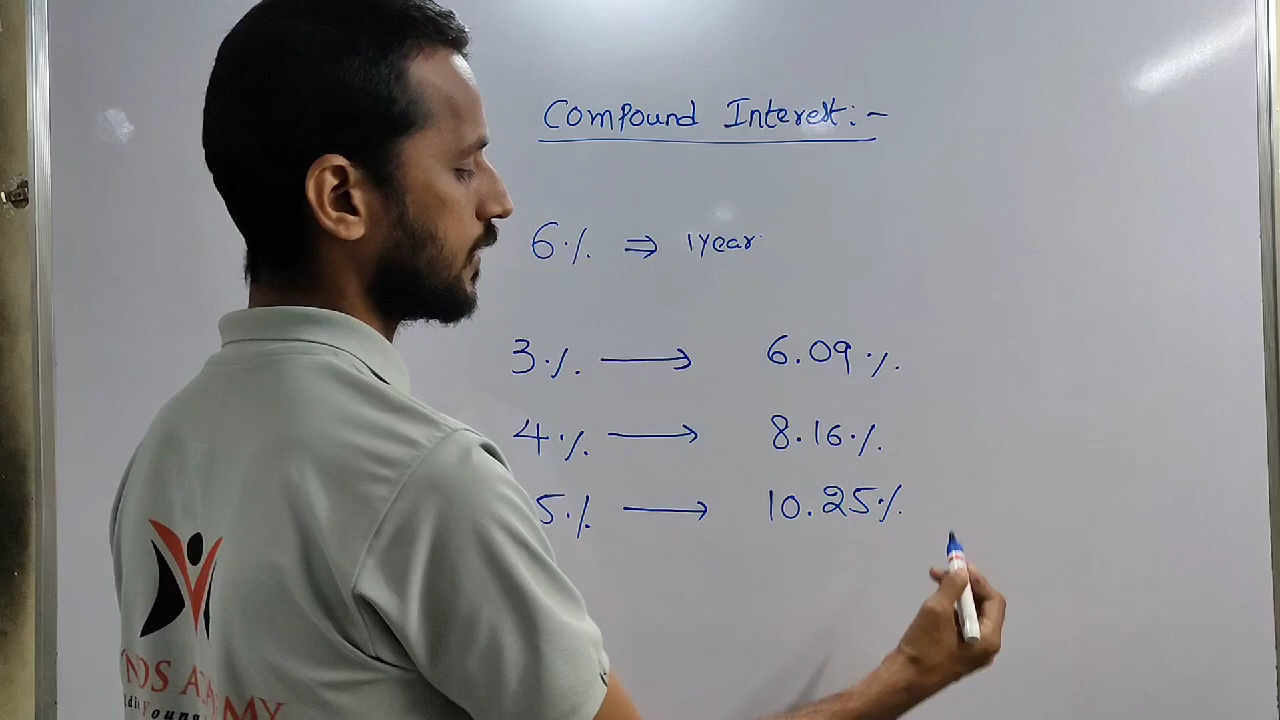 Compound Interest:-
6% ⇒ 1year
3% → 6.09%
4% → 8.16%
5% → 10.25%